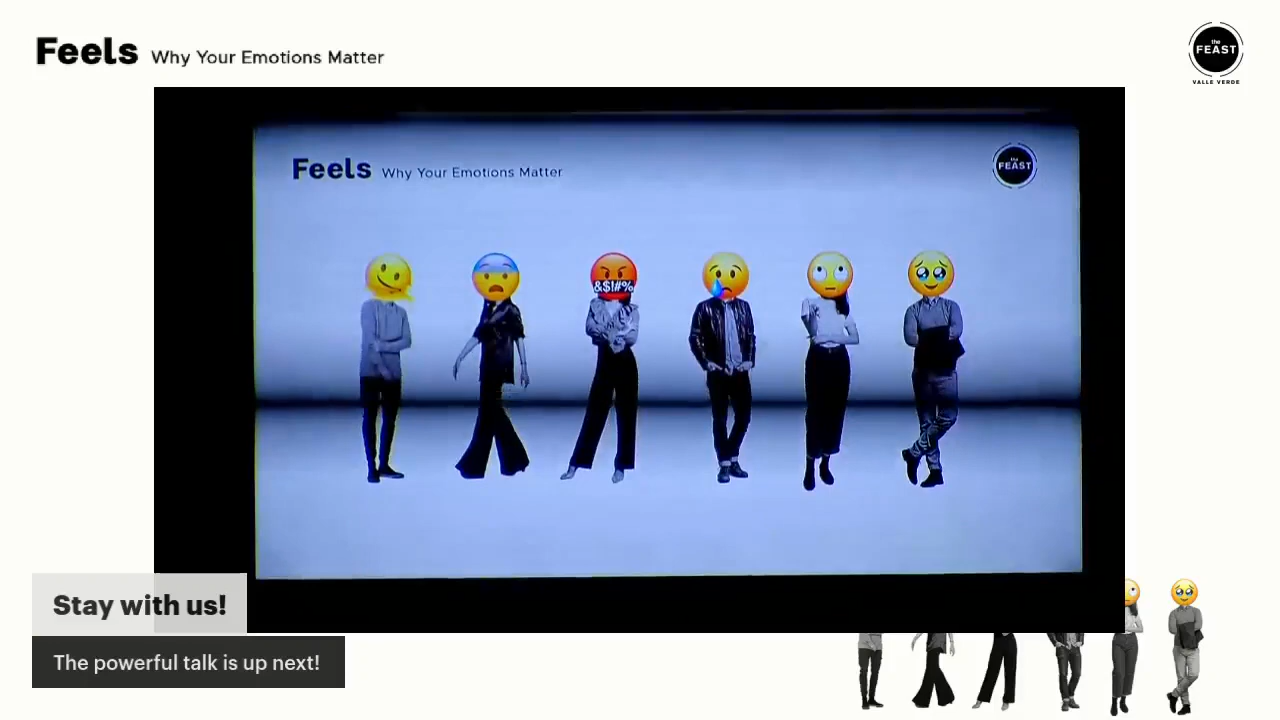 Feels Why Your Emotions Matter
the
FEAST
VALLE VERDE
Feels Why Your Emotions Matter
the
FEAST
&$!#%
Stay with us!
The powerful talk is up next!